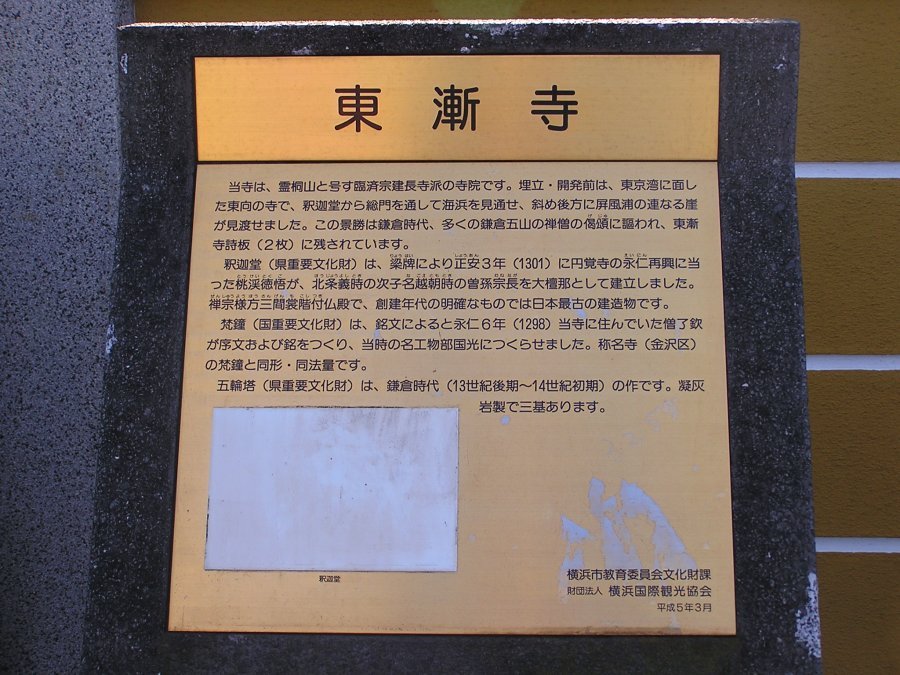 東漸寺
当寺は、霊桐山と号す臨済宗建長寺派の寺院です。埋立・開発前は、東京湾に面し
た東向の寺で、釈迦堂から総門を通して海浜を見通せ、斜め後方に屏風浦の連なる崖
が見渡せました。この景勝は鎌倉時代、多くの鎌倉五山の禅僧の偈頌に謳われ、東漸
寺詩板（２枚）に残されています。
釈迦堂（県重要文化財）は、梁牌により正安３年（1301）に円覚寺の永仁再興に当
った桃渓徳悟が、北条義時の次子名越朝時の曽孫宗長を大檀那として建立しました。
禅宗様方三間裳階付仏殿で、創建年代の明確なものでは日本最古の建造物です。
梵鐘（国重要文化財）は、銘文によると永仁６年（1298）当寺に住んでいた僧了欽
が序文および銘をつくり、当時の名工物部国光につくらせました。称名寺（金沢区）
の梵鐘と同形・同法量です。
五輪塔（県重要文化財）は、鎌倉時代（13世紀後期〜14世紀初期）の作です。凝灰
岩製で三基あります。
釈迦堂
横浜市教育委員会文化財課
財団法人 横浜国際観光協会
平成５年３月